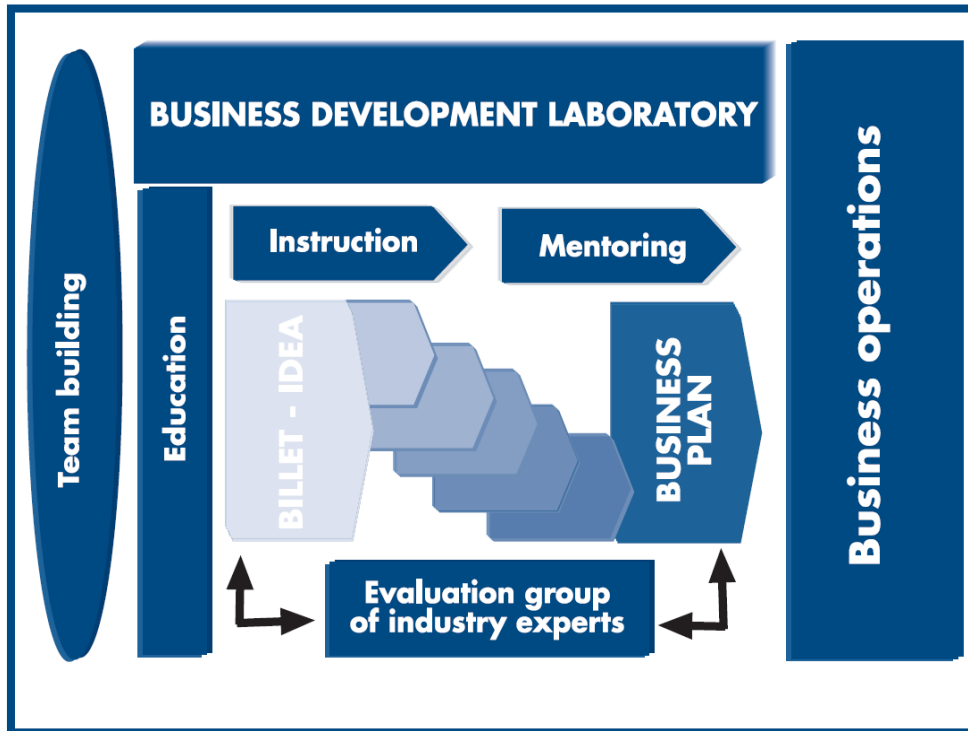 BUSINESS DEVELOPMENT LABORATORY
Team building
Education
Instruction
Mentoring
BILLET - IDEA
BUSINESS
PLAN
Evaluation group
of industry experts
Business operations